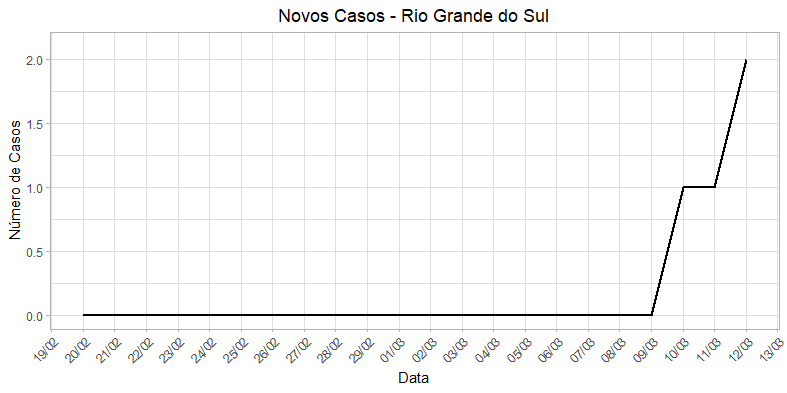 Novos Casos - Rio Grande do Sul
Número de Casos
2.0
1.5
1.0
0.5
0.0
19/02 20/02 21/02 22/02 23/02 24/02 25/02 26/02 27/02 28/02 29/02 01/03 02/03 03/03 04/03 05/03 06/03 07/03 08/03 09/03 10/03 11/03 12/03 13/03
Data